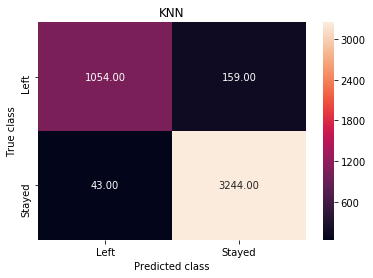 KNN
Left
Stayed
True class
1054.00
159.00
43.00
3244.00
Left
Stayed
Predicted class
3000
2400
1800
1200
600